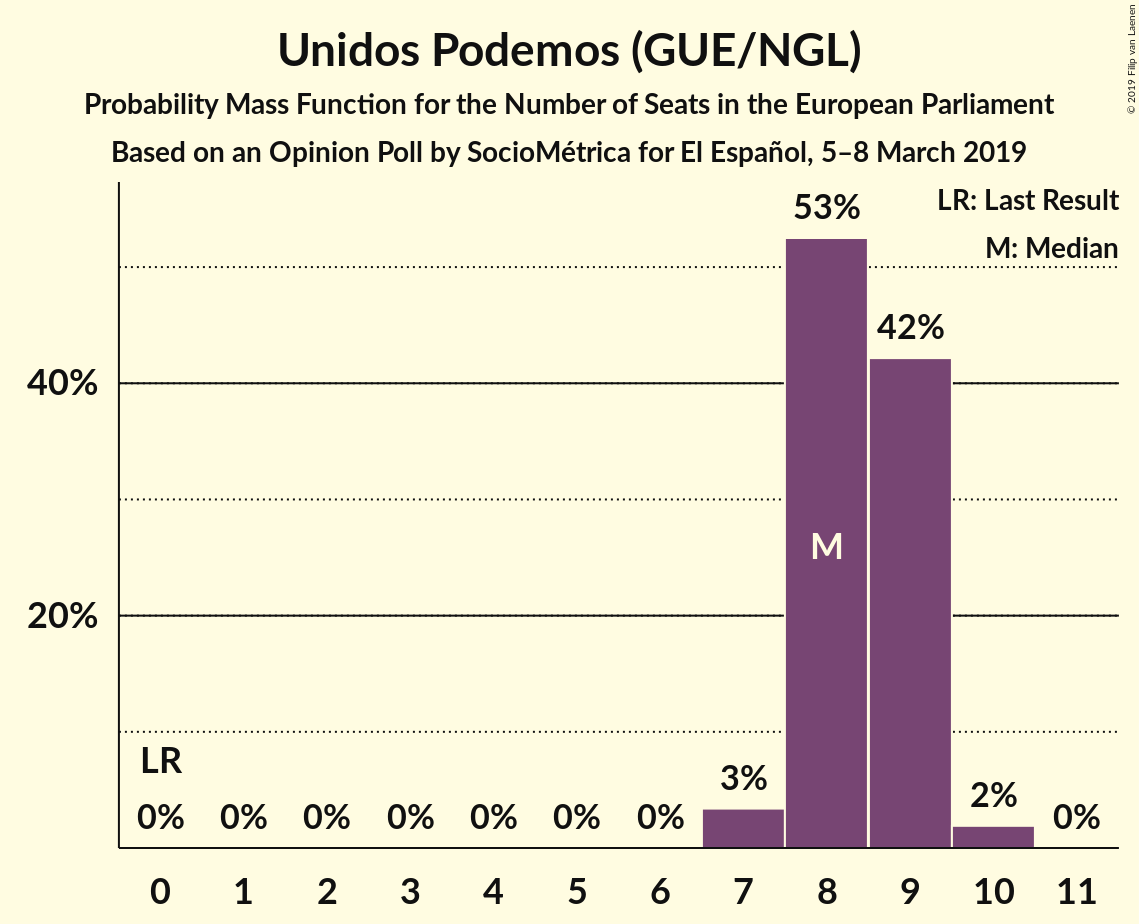 Unidos Podemos (GUE/NGL)
Probability Mass Function for the Number of Seats in the European Parliament
Based on an Opinion Poll by SocioMétrica for El Español, 5–8 March 2019
© 2019 Filip van Laenen
LR: Last Result
M: Median
53%
42%
40%
M
20%
LR
3%
2%
0% 0% 0% 0% 0% 0% 0% 0%
0 1 2 3 4 5 6 7 8 9 10 11